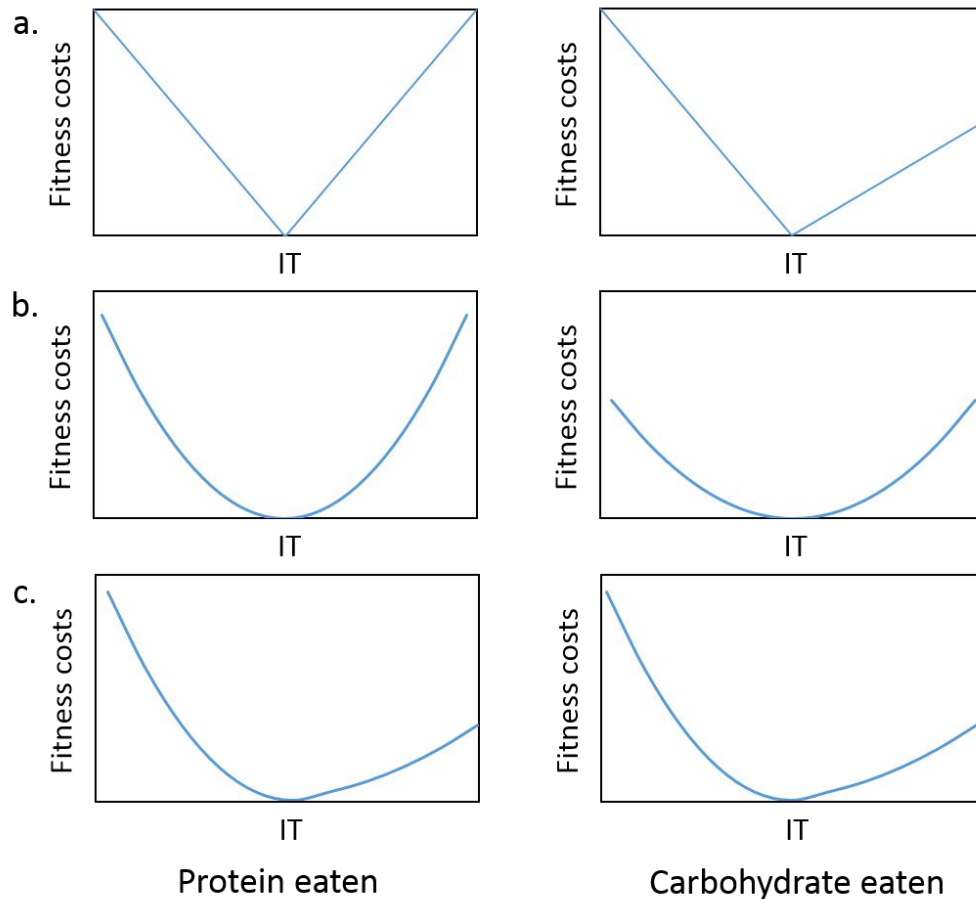 a.
Fitness costs
IT
Fitness costs
IT
b.
Fitness costs
IT
Fitness costs
IT
c.
Fitness costs
IT
Fitness costs
IT
Protein eaten
Carbohydrate eaten